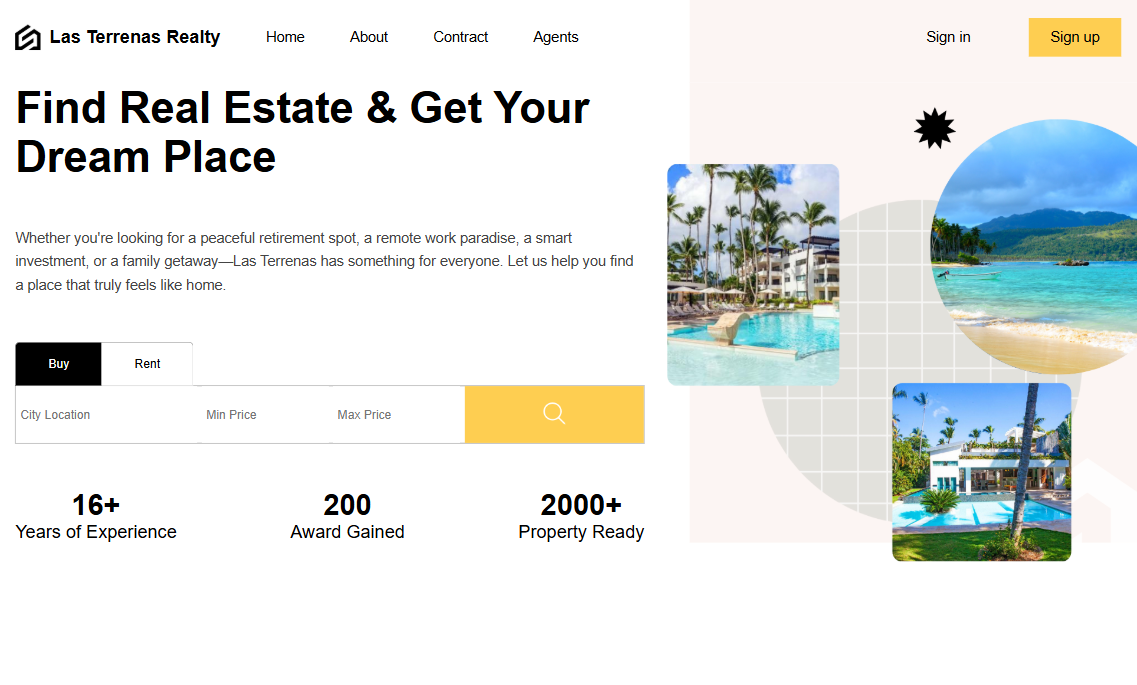 Las Terrenas Realty
Home
About
Contract
Agents
Sign in
Sign up
Find Real Estate & Get Your
Dream Place
Whether you're looking for a peaceful retirement spot, a remote work paradise, a smart
investment, or a family getaway—Las Terrenas has something for everyone. Let us help you find
a place that truly feels like home.
Buy
Rent
City Location
Min Price
Max Price
16+
Years of Experience
200
Award Gained
2000+
Property Ready